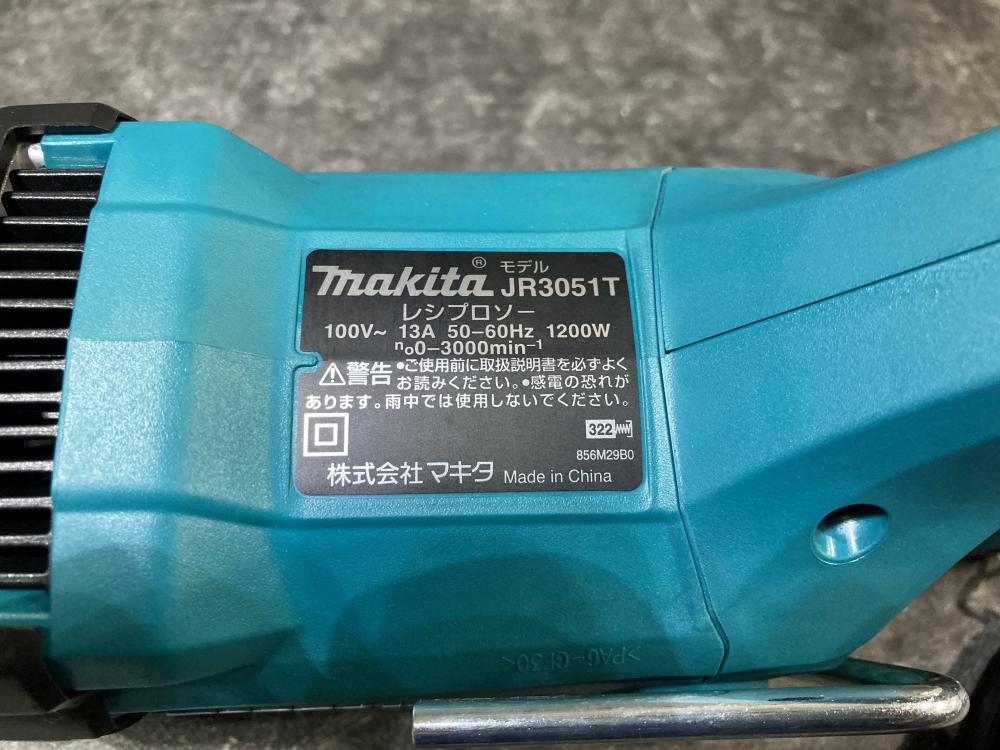 makita® モデル JR3051T
レシプロソー
100V~ 13A 50-60Hz 1200W
n₀0-3000min⁻¹
⚠警告 •ご使用前に取扱説明書を必ずよく
お読みください。•感電の恐れが
あります。雨中では使用しないでください。
322
856M29B0
株式会社マキタ Made in China
>PA6-GF30<